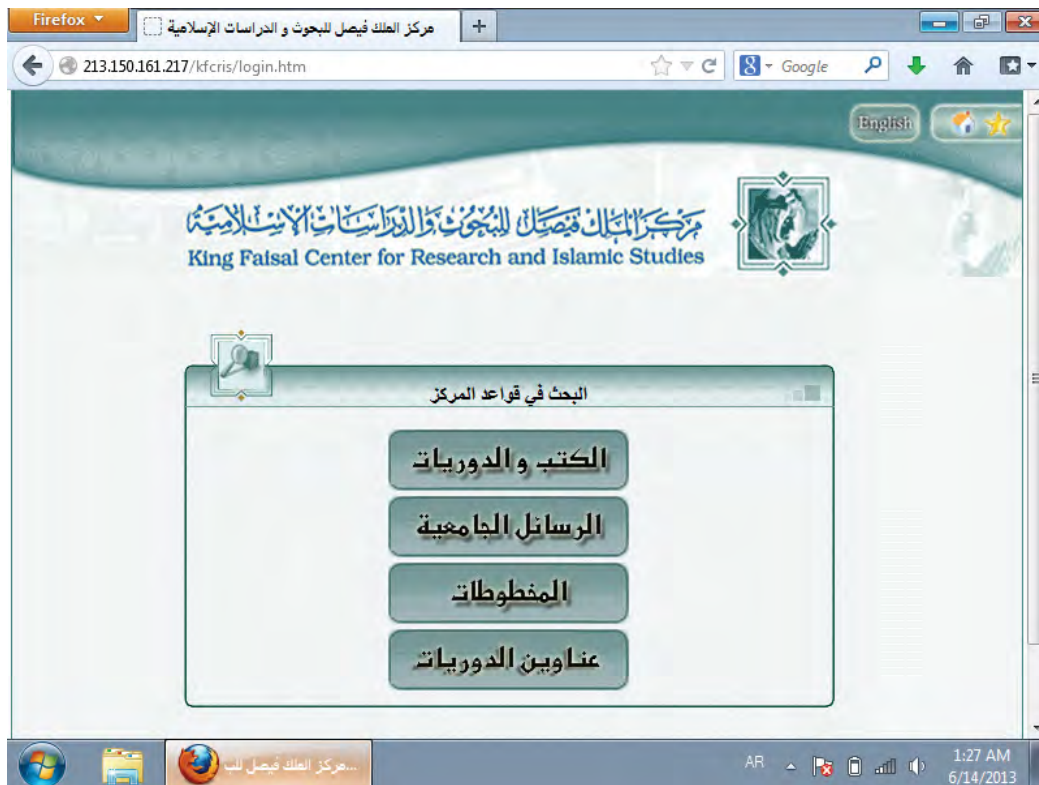 Firefox
مركز الملك فيصل للبحوث و الدراسات الإسلامية
213.150.161.217/kfcris/login.htm
Google
English
مركز الملك فيصل للبحوث والدراسات الإسلامية
King Faisal Center for Research and Islamic Studies
البحث في قواعد المركز
الكتب و الدوريات
الرسائل الجامعية
المخطوطات
عناوين الدوريات
مركز الملك فيصل للب...
AR
1:27 AM
6/14/2013